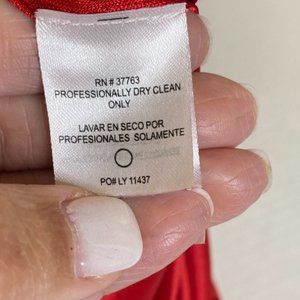 RN # 37763
PROFESSIONALLY DRY CLEAN
ONLY
LAVAR EN SECO POR
PROFESIONALES SOLAMENTE
PO# LY 11437